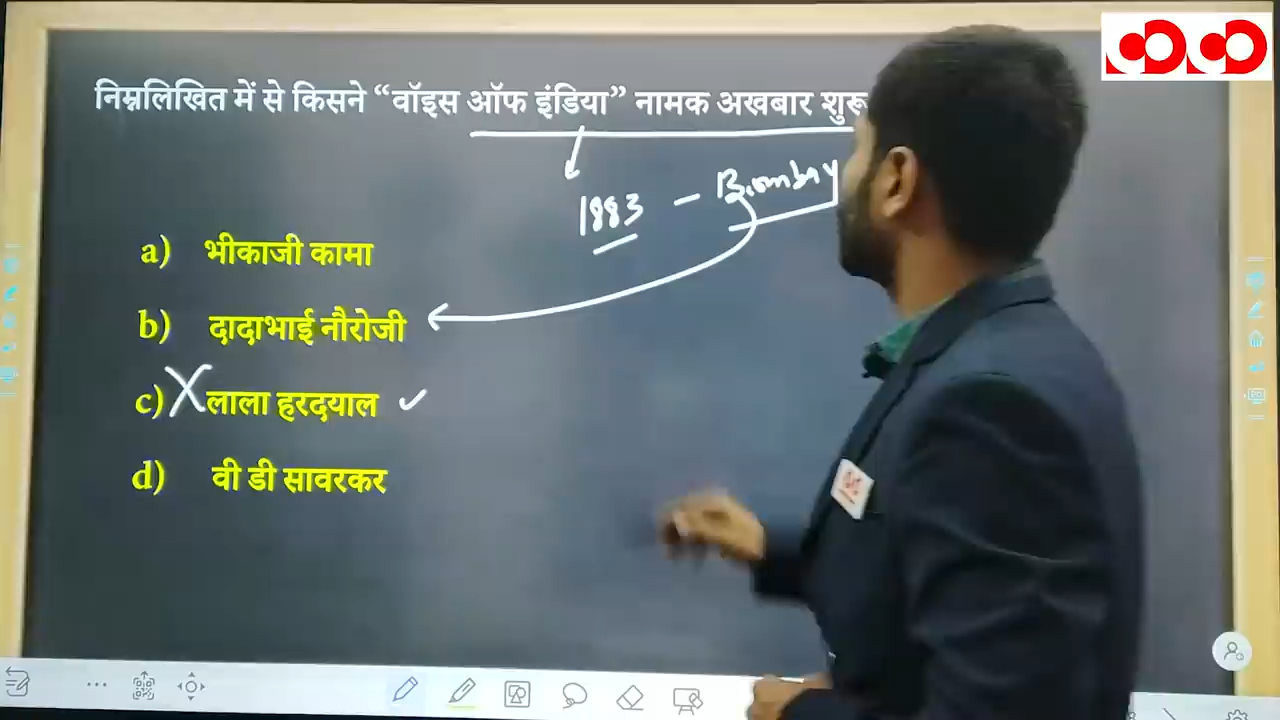 निम्नलिखित में से किसने “वॉइस ऑफ इंडिया” नामक अखबार शुरू
1883 - Bombay
a) भीकाजी कामा
b) दादाभाई नौरोजी
c) लाला हरदयाल
d) वी डी सावरकर